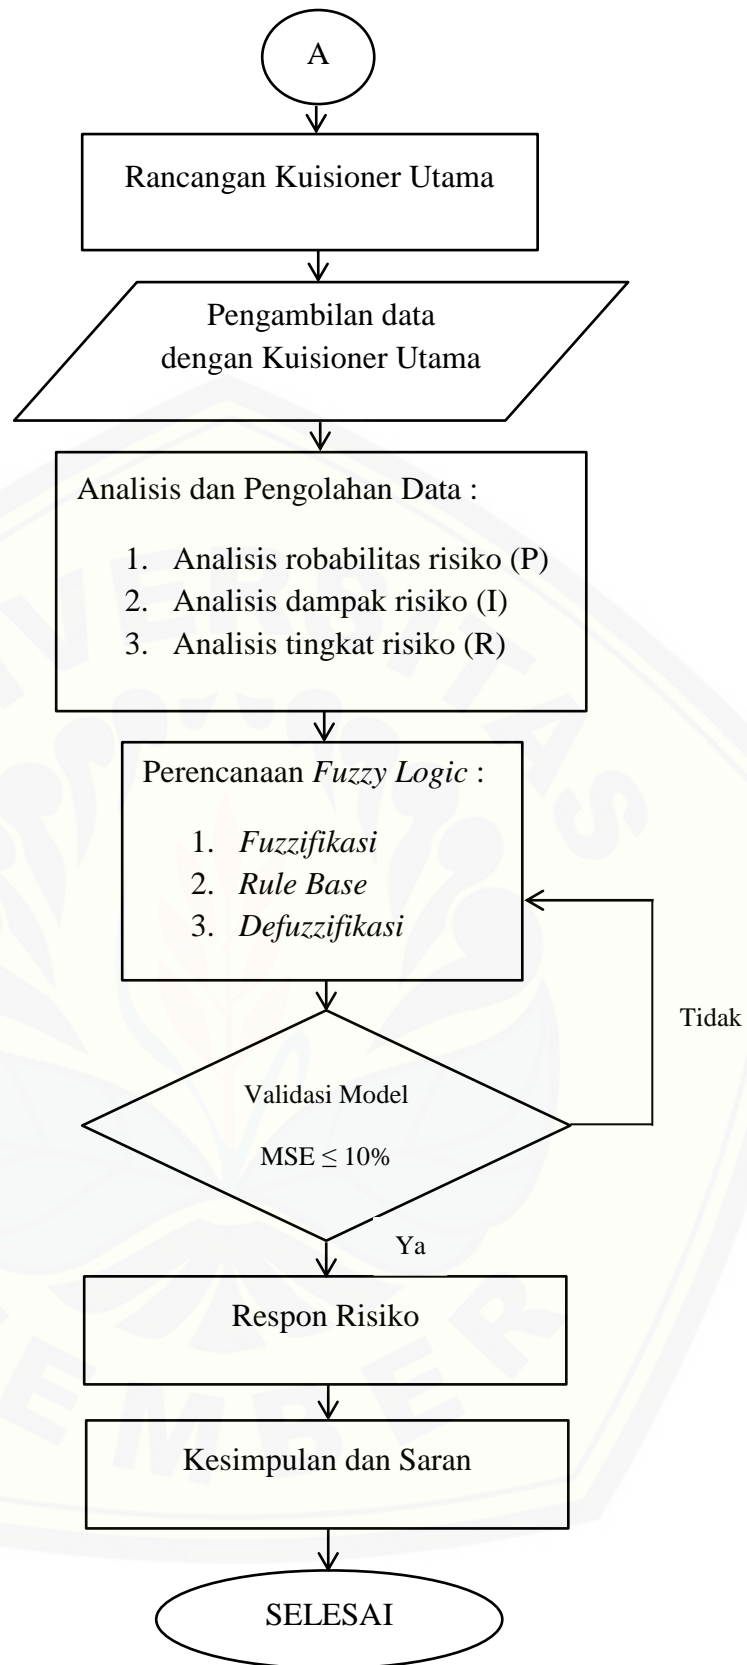 A
Rancangan Kuisioner Utama
Pengambilan data
dengan Kuisioner Utama
Analisis dan Pengolahan Data :
1. Analisis robabilitas risiko (P)
2. Analisis dampak risiko (I)
3. Analisis tingkat risiko (R)
Perencanaan Fuzzy Logic :
1. Fuzzifikasi
2. Rule Base
3. Defuzzifikasi
Tidak
Validasi Model
MSE ≤ 10%
Ya
Respon Risiko
Kesimpulan dan Saran
SELESAI